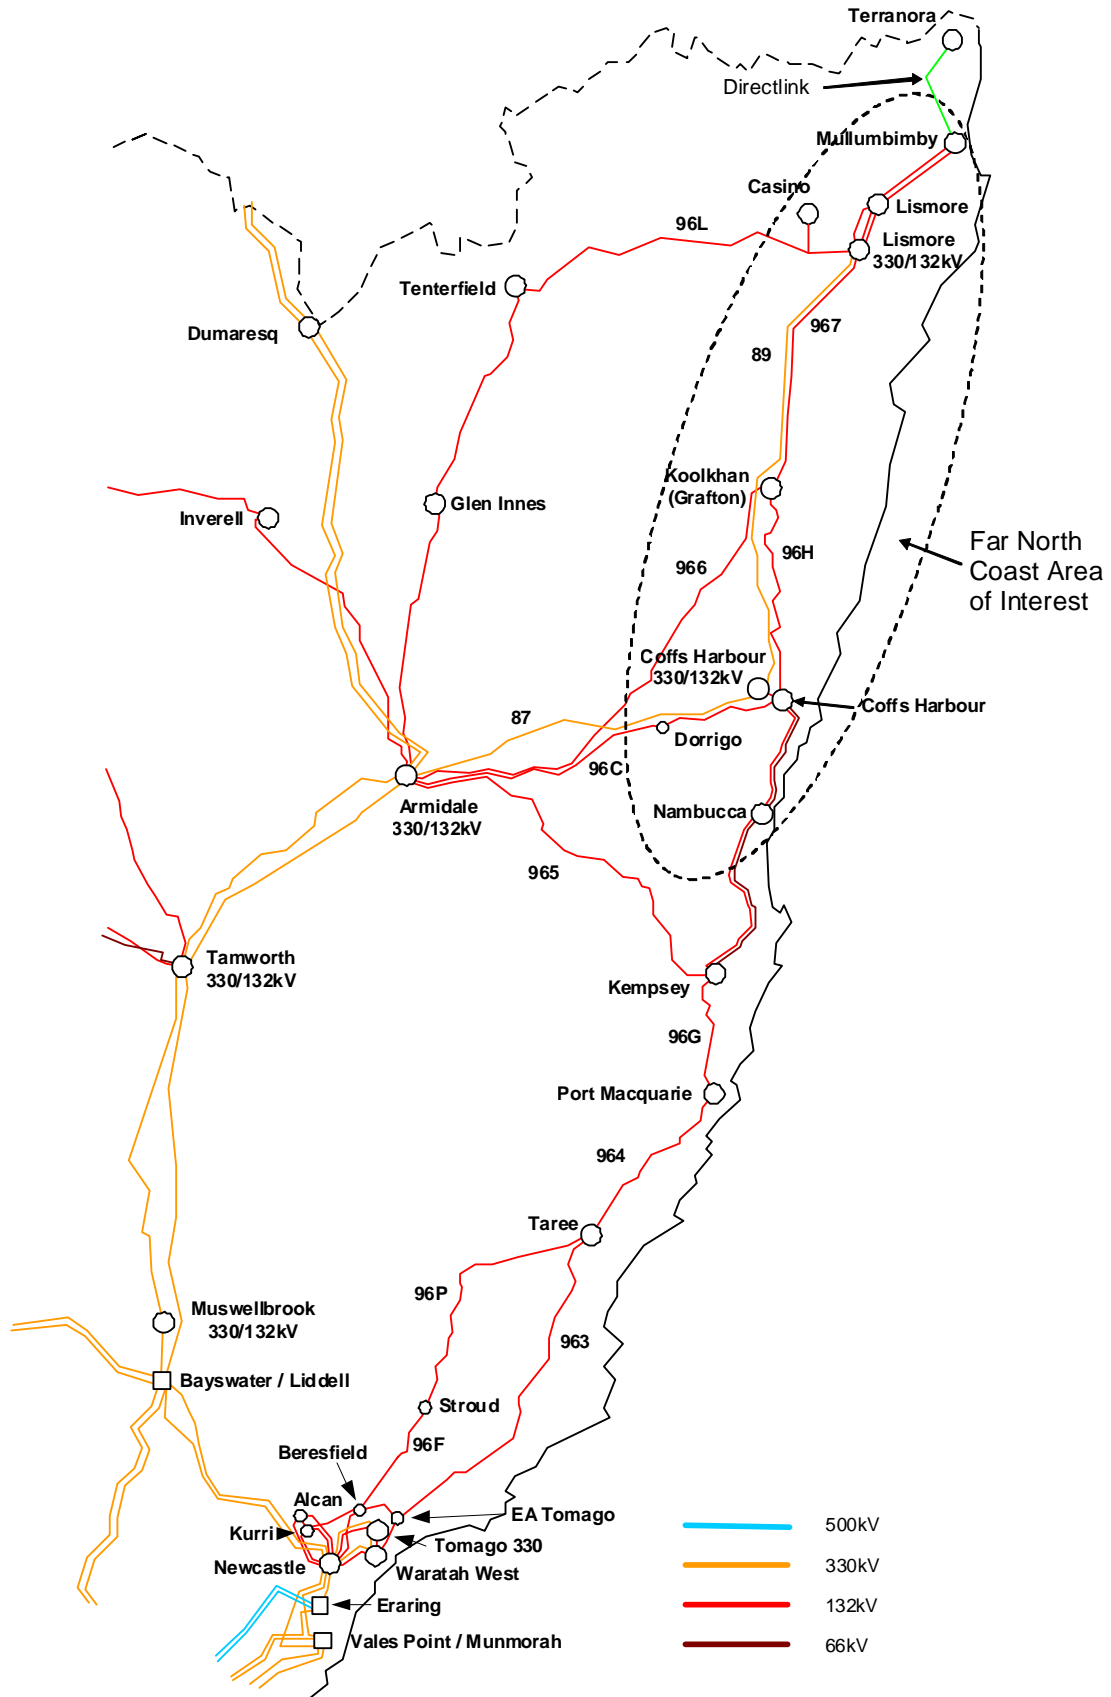 Terranora
Directlink
Mullumbimby
Casino
Lismore
96L
Lismore
330/132kV
Tenterfield
Dumaresq
967
89
Koolkhan
(Grafton)
Glen Innes
Inverell
96H
Far North
Coast Area
of Interest
966
Coffs Harbour
330/132kV
Coffs Harbour
87
Dorrigo
96C
Armidale
330/132kV
Nambucca
965
Tamworth
330/132kV
Kempsey
96G
Port Macquarie
964
Taree
96P
Muswellbrook
330/132kV
963
Bayswater / Liddell
Stroud
96F
Beresfield
Alcan
EA Tomago
Kurri
Tomago 330
Newcastle
Waratah West
Eraring
Vales Point / Munmorah
500kV
330kV
132kV
66kV